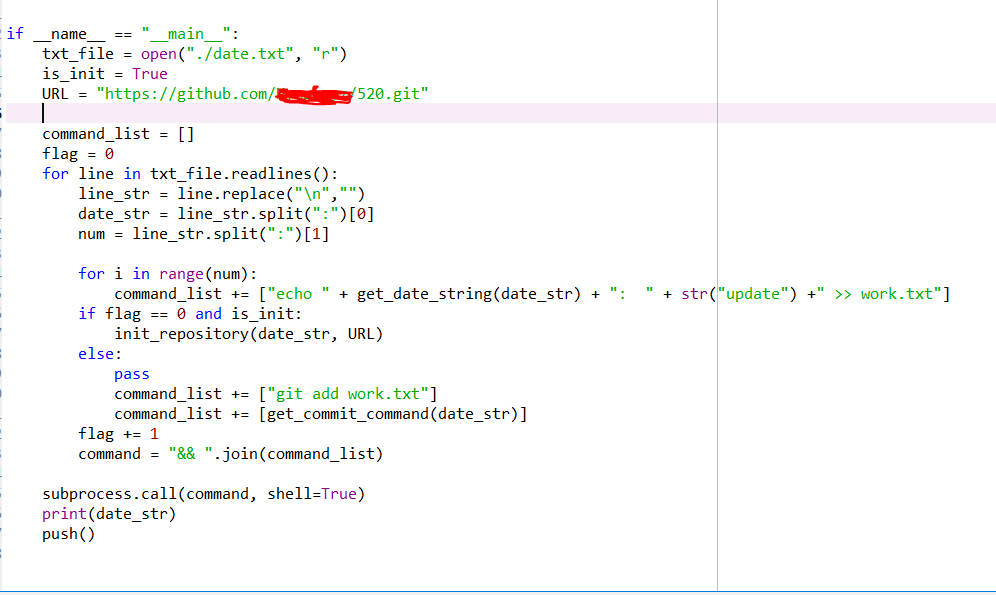 if __name__ == "__main__":
    txt_file = open("./date.txt", "r")
    is_init = True
    URL = "https://github.com/ /520.git"
    command_list = []
    flag = 0
    for line in txt_file.readlines():
        line_str = line.replace("\n","")
        date_str = line_str.split(":")[0]
        num = line_str.split(":")[1]
        for i in range(num):
            command_list += ["echo " + get_date_string(date_str) + ":  " + str("update") +" >> work.txt"]
        if flag == 0 and is_init:
            init_repository(date_str, URL)
        else:
            pass
            command_list += ["git add work.txt"]
            command_list += [get_commit_command(date_str)]
        flag += 1
        command = "&& ".join(command_list)
    subprocess.call(command, shell=True)
    print(date_str)
    push()